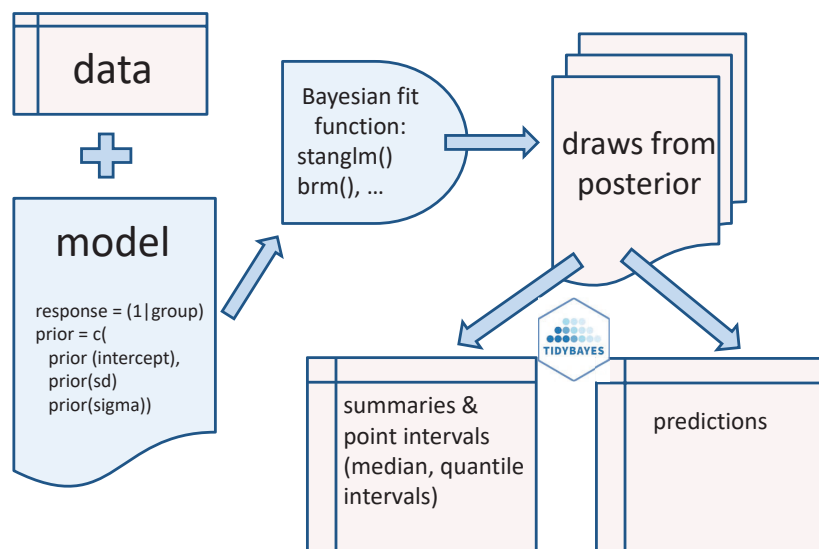 data
model
response = (1|group)
prior = c(
prior (intercept),
prior(sd)
prior(sigma))
Bayesian fit
function:
stanglm()
brm(), ...
draws from
posterior
TIDYBAYES
summaries &
point intervals
(median, quantile
intervals)
predictions